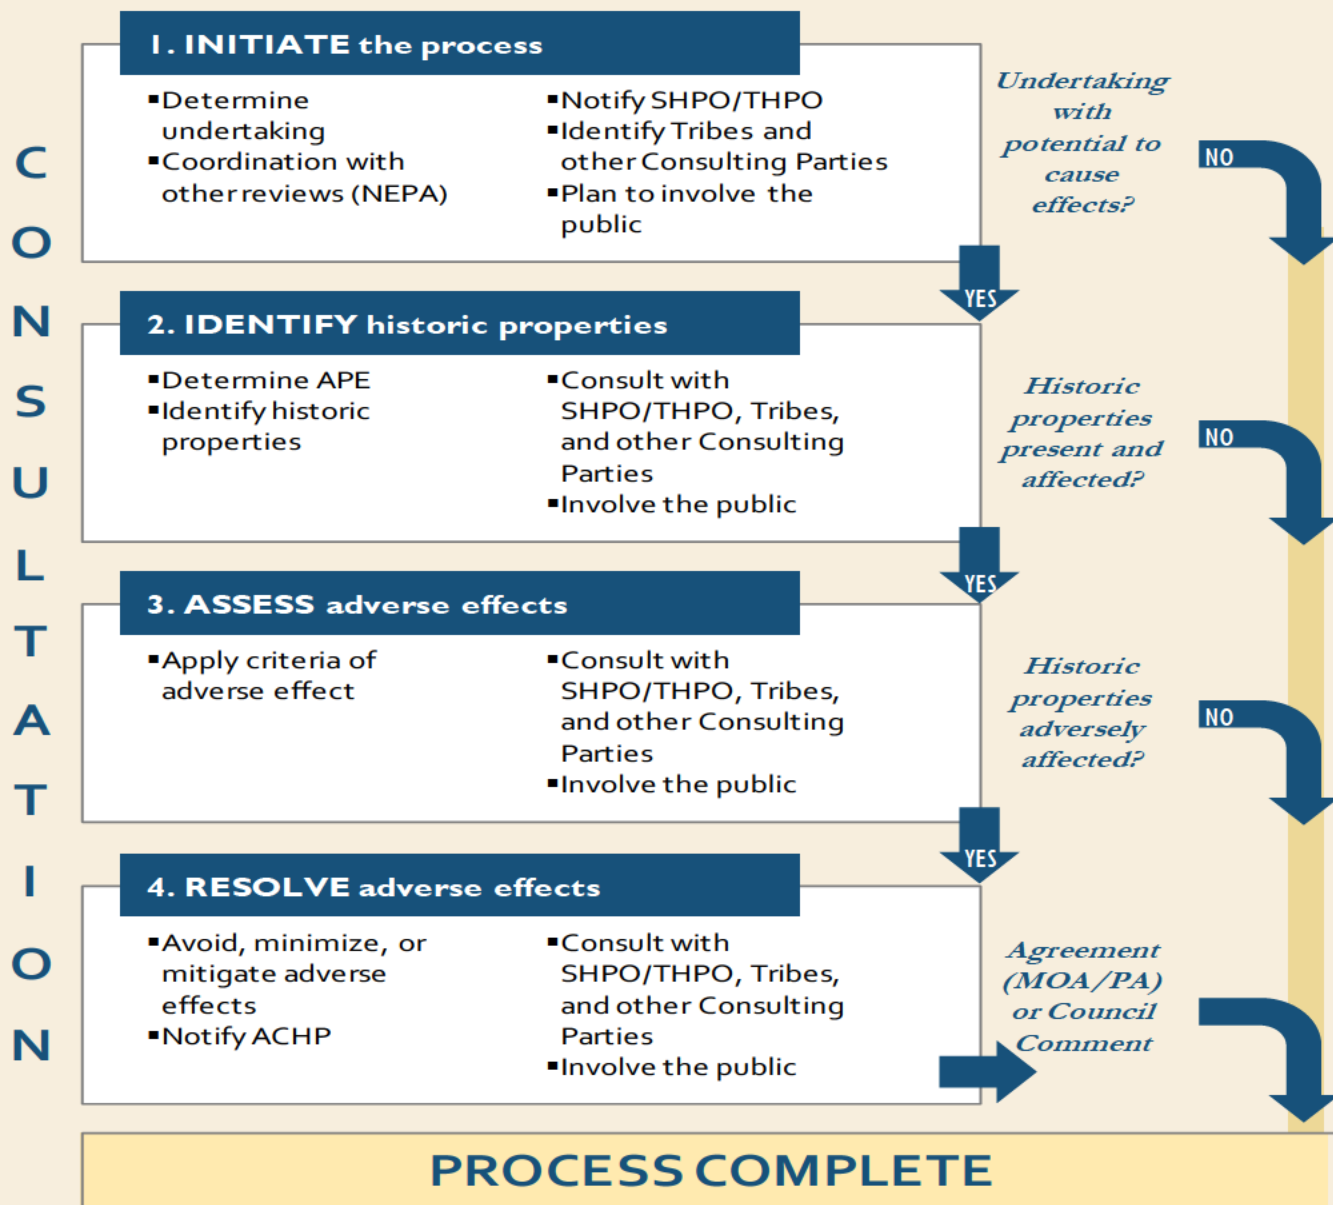 CONSULTATION
1. INITIATE the process
▪Determine
undertaking
▪Coordination with
other reviews (NEPA)
▪Notify SHPO/THPO
▪Identify Tribes and
other Consulting Parties
▪Plan to involve the
public
Undertaking
with
potential to
cause
effects?
NO
YES
2. IDENTIFY historic properties
▪Determine APE
▪Identify historic
properties
▪Consult with
SHPO/THPO, Tribes,
and other Consulting
Parties
▪Involve the public
Historic
properties
present and
affected?
NO
YES
3. ASSESS adverse effects
▪Apply criteria of
adverse effect
▪Consult with
SHPO/THPO, Tribes,
and other Consulting
Parties
▪Involve the public
Historic
properties
adversely
affected?
NO
YES
4. RESOLVE adverse effects
▪Avoid, minimize, or
mitigate adverse
effects
▪Notify ACHP
▪Consult with
SHPO/THPO, Tribes,
and other Consulting
Parties
▪Involve the public
Agreement
(MOA/PA)
or Council
Comment
PROCESS COMPLETE